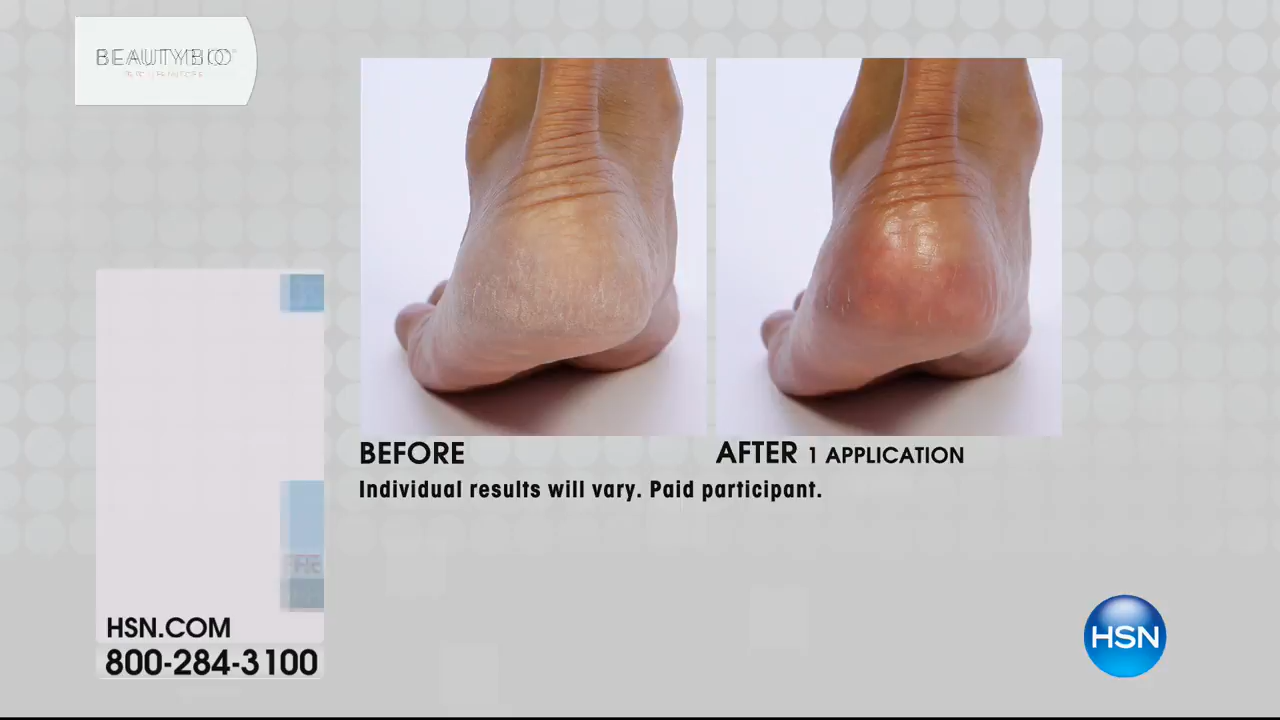 BEAUTYBIO
BEFORE
AFTER 1 APPLICATION
Individual results will vary. Paid participant.
HSN.COM
800-284-3100
HSN